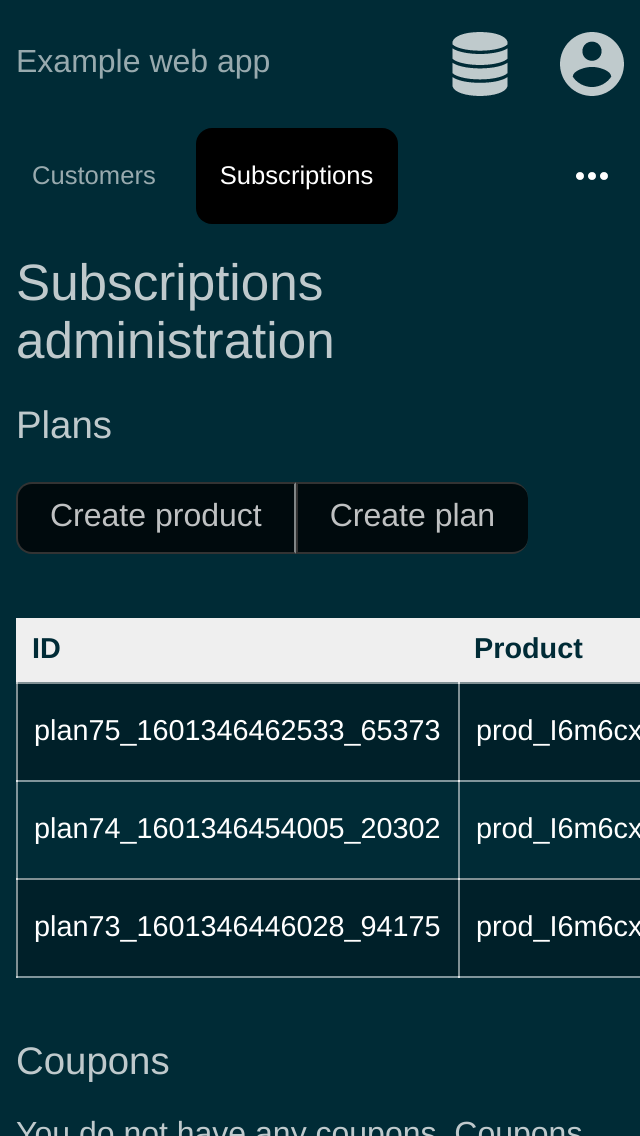 Example web app
Customers Subscriptions
Subscriptions
administration
Plans
Create product Create plan
ID Product
plan75_1601346462533_65373 prod_I6m6cx
plan74_1601346454005_20302 prod_I6m6cx
plan73_1601346446028_94175 prod_I6m6cx
Coupons
You do not have any coupons. Coupons